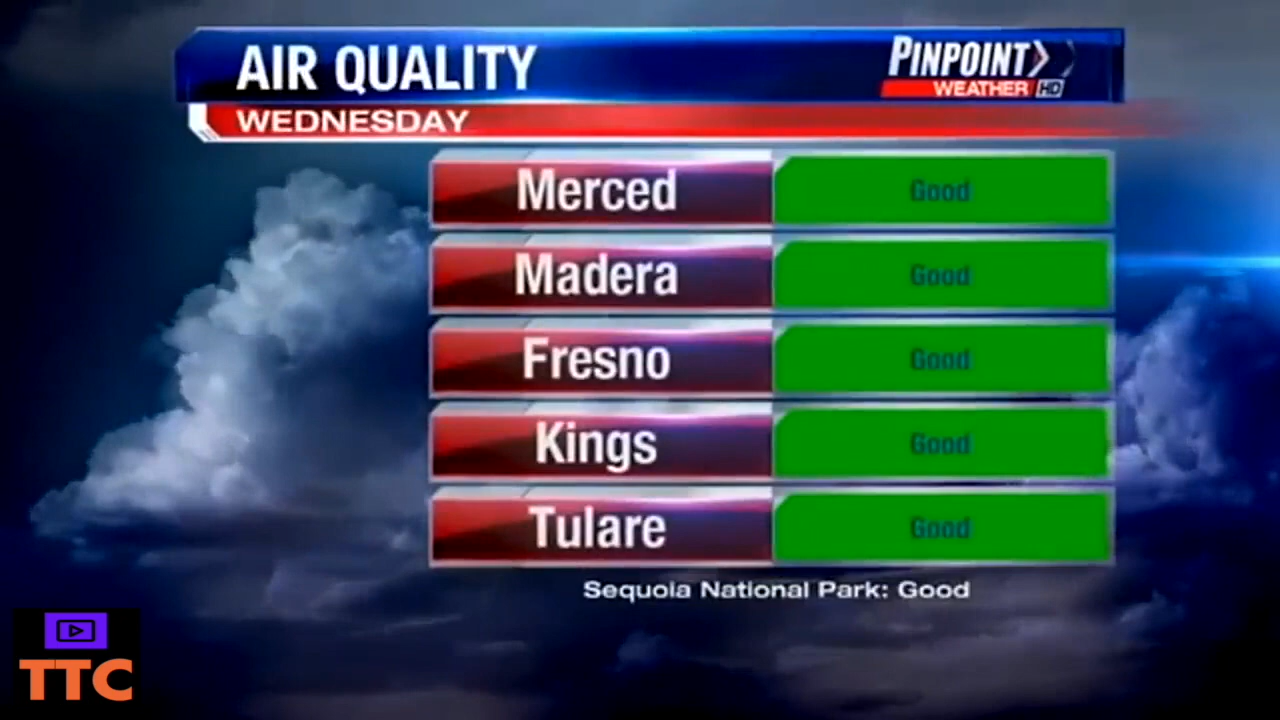 AIR QUALITY
PINPOINT
WEATHER HD
WEDNESDAY
Merced Good
Madera Good
Fresno Good
Kings Good
Tulare Good
Sequoia National Park: Good
TTC